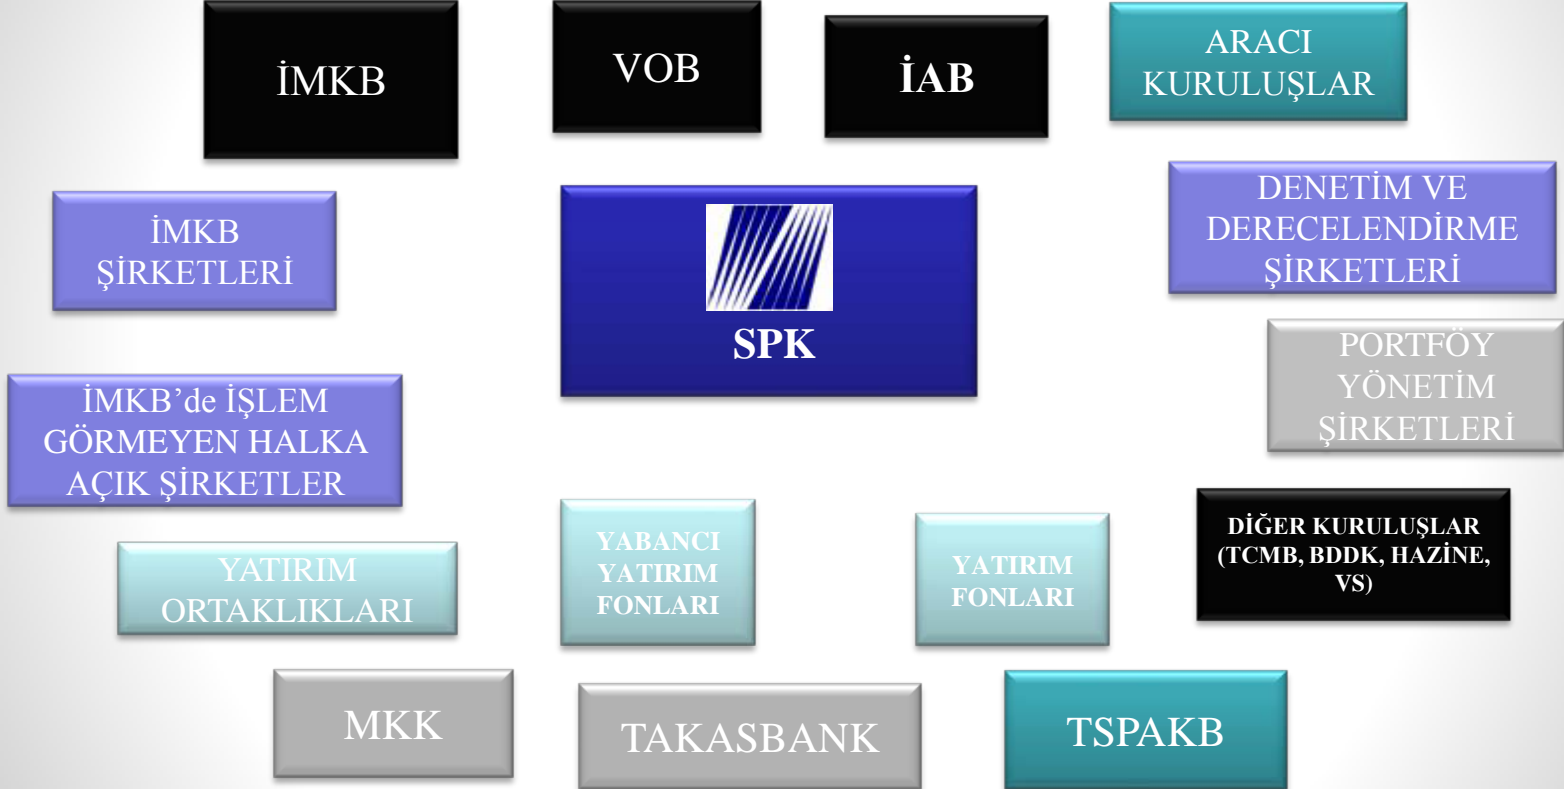 İMKB
VOB
İAB
ARACI
KURULUŞLAR
İMKB
ŞİRKETLERİ
SPK
DENETİM VE
DERECELENDİRME
ŞİRKETLERİ
PORTFÖY
YÖNETİM
ŞİRKETLERİ
İMKB’de İŞLEM
GÖRMEYEN HALKA
AÇIK ŞİRKETLER
YATIRIM
ORTAKLIKLARI
YABANCI
YATIRIM
FONLARI
YATIRIM
FONLARI
DİĞER KURULUŞLAR
(TCMB, BDDK, HAZİNE,
VS)
MKK
TAKASBANK
TSPAKB